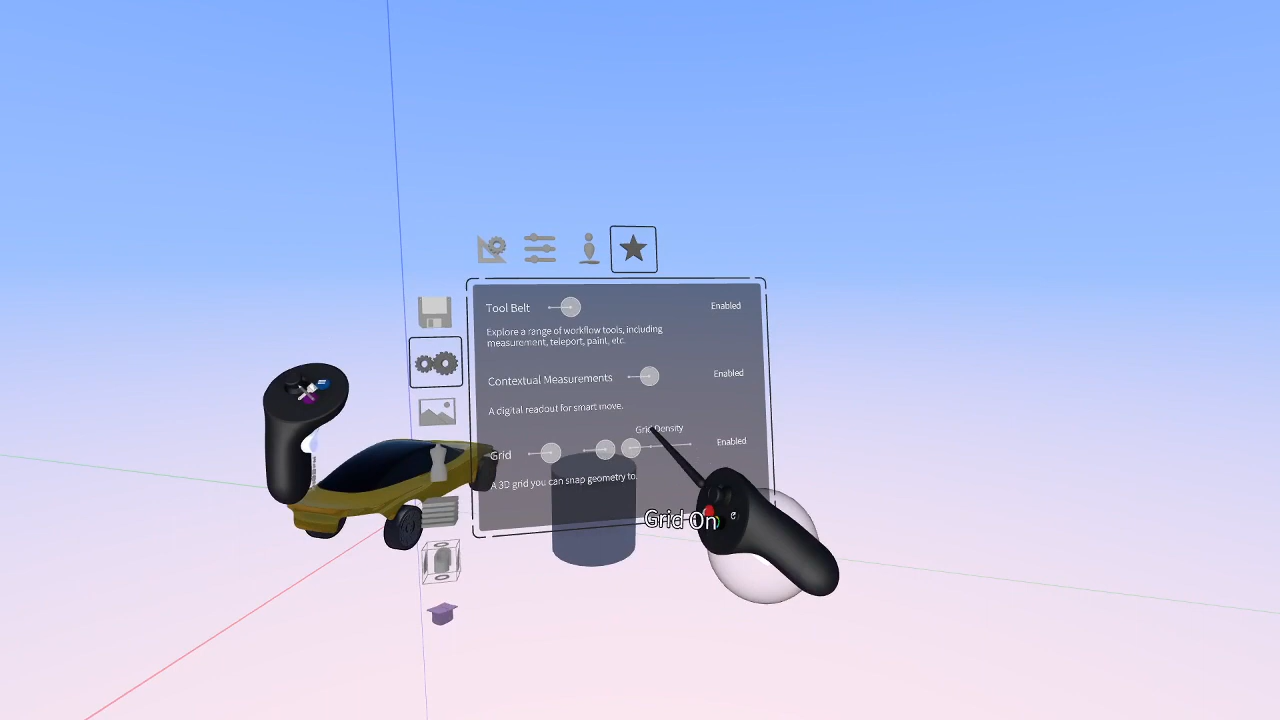 Tool Belt
Enabled
Explore a range of workflow tools, including
measurement, teleport, paint, etc.
Contextual Measurements
Enabled
A digital readout for smart move.
Grid Density
Grid
Enabled
A 3D grid you can snap geometry to.
Grid On